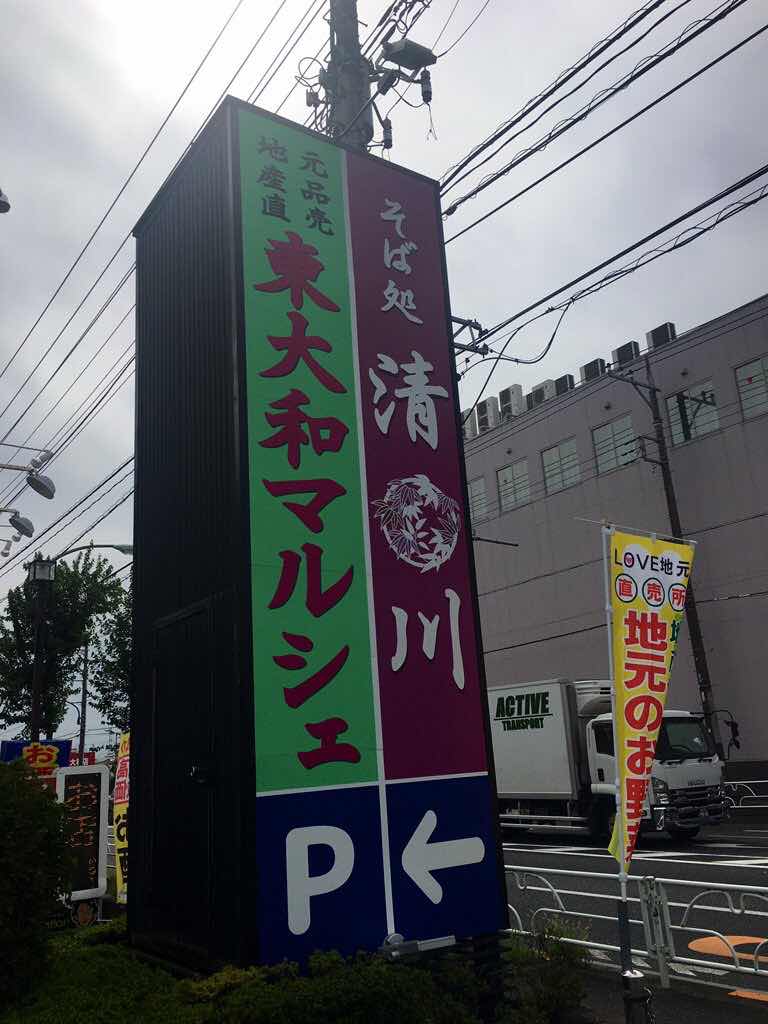 地元
産品
直売
東大和マルシェ
そば処
清川
P ←
LOVE地元
直売所
地元のお野
ACTIVE
TRANSPORT
お